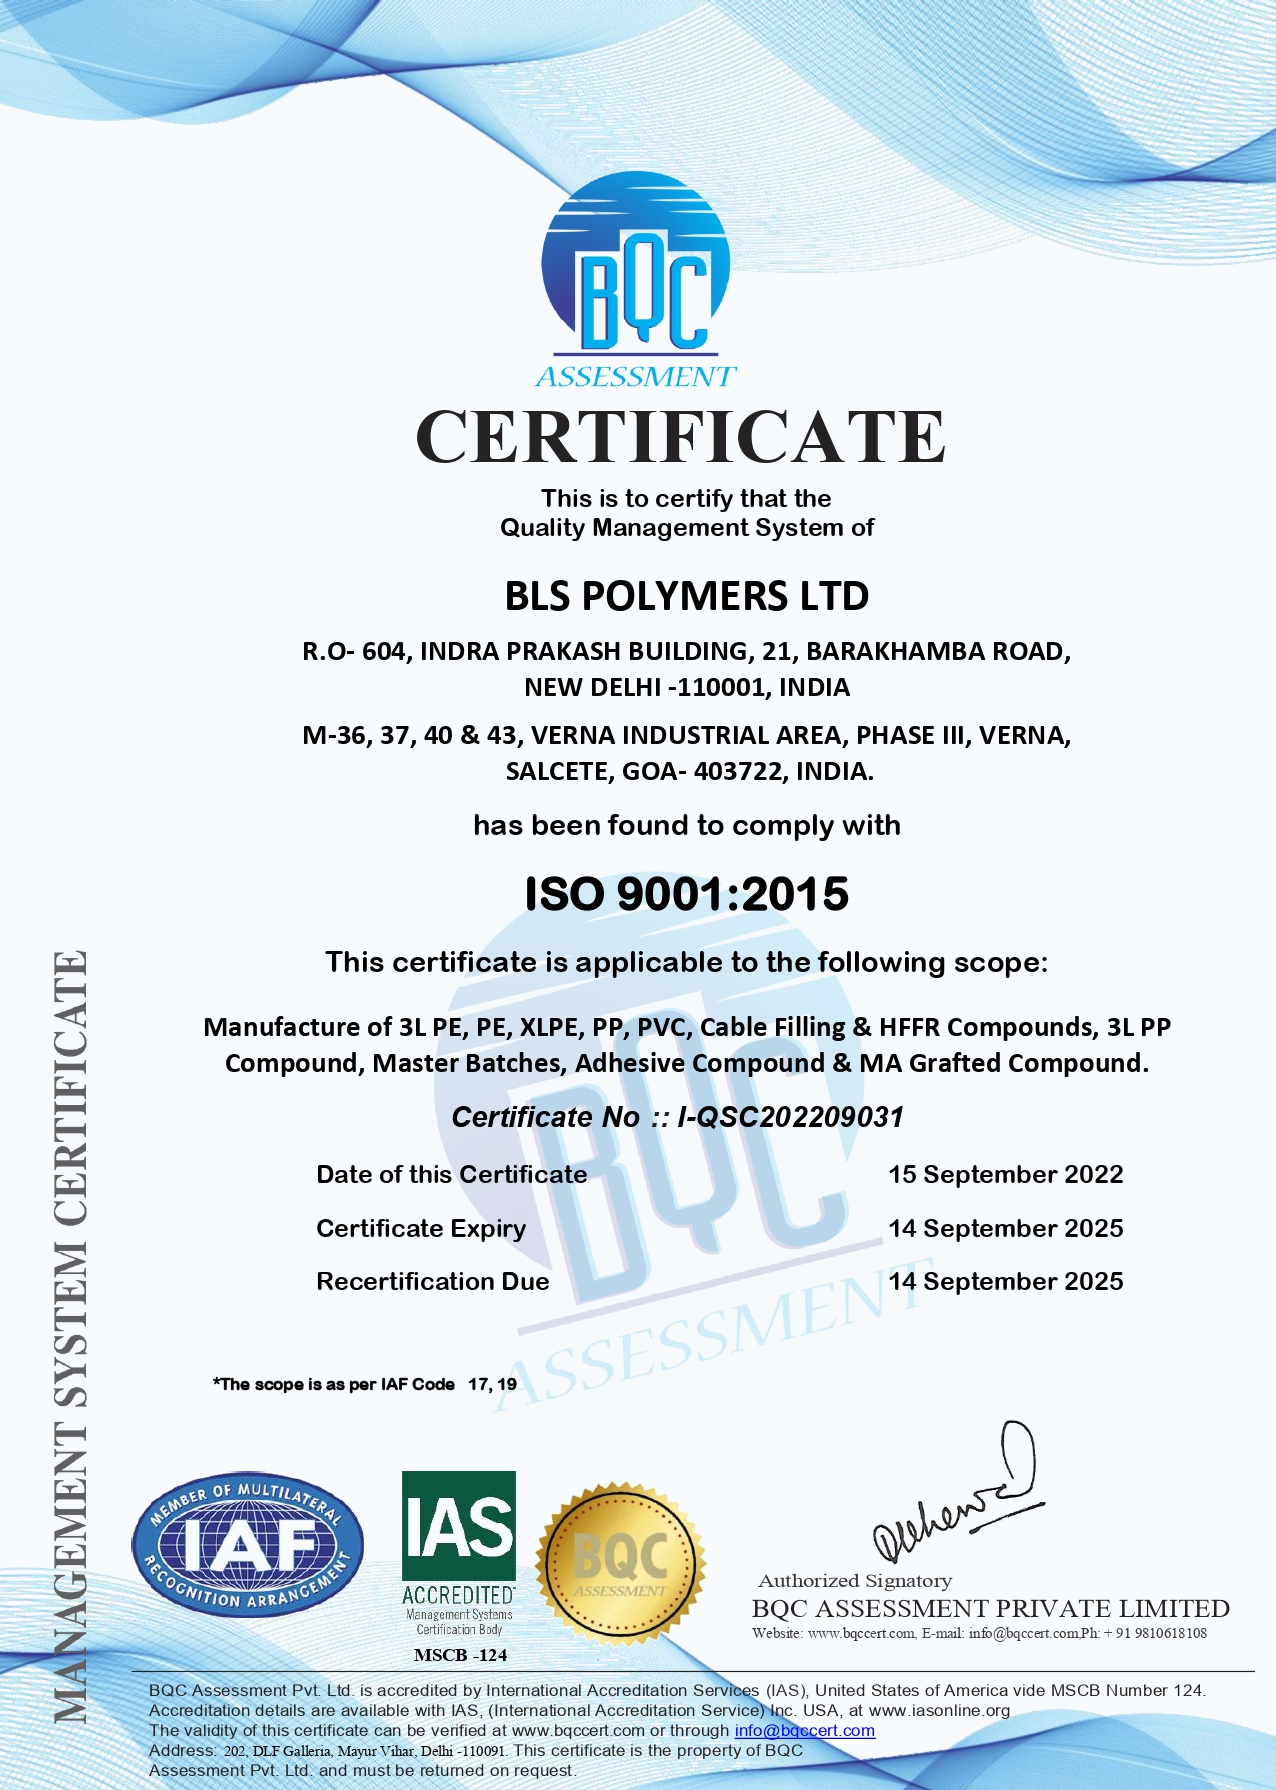 BQC
ASSESSMENT
CERTIFICATE
This is to certify that the
Quality Management System of
BLS POLYMERS LTD
R.O- 604, INDRA PRAKASH BUILDING, 21, BARAKHAMBA ROAD,
NEW DELHI -110001, INDIA
M-36, 37, 40 & 43, VERNA INDUSTRIAL AREA, PHASE III, VERNA,
SALCETE, GOA- 403722, INDIA.
has been found to comply with
ISO 9001:2015
This certificate is applicable to the following scope:
Manufacture of 3L PE, PE, XLPE, PP, PVC, Cable Filling & HFFR Compounds, 3L PP
Compound, Master Batches, Adhesive Compound & MA Grafted Compound.
Certificate No :: I-QSC202209031
Date of this Certificate 15 September 2022
Certificate Expiry 14 September 2025
Recertification Due 14 September 2025
BQC
ASSESSMENT
*The scope is as per IAF Code 17, 19
MANAGEMENT SYSTEM CERTIFICATE
MEMBER OF MULTILATERAL
IAF
RECOGNITION ARRANGEMENT
IAS
ACCREDITED
Management Systems
Certification Body
MSCB -124
BQC
ASSESSMENT
Authorized Signatory
BQC ASSESSMENT PRIVATE LIMITED
Website: www.bqccert.com, E-mail: info@bqccert.com,Ph: + 91 9810618108
BQC Assessment Pvt. Ltd. is accredited by International Accreditation Services (IAS), United States of America vide MSCB Number 124.
Accreditation details are available with IAS, (International Accreditation Service) Inc. USA, at www.iasonline.org
The validity of this certificate can be verified at www.bqccert.com or through info@bqccert.com
Address: 202, DLF Galleria, Mayur Vihar, Delhi -110091. This certificate is the property of BQC
Assessment Pvt. Ltd. and must be returned on request.